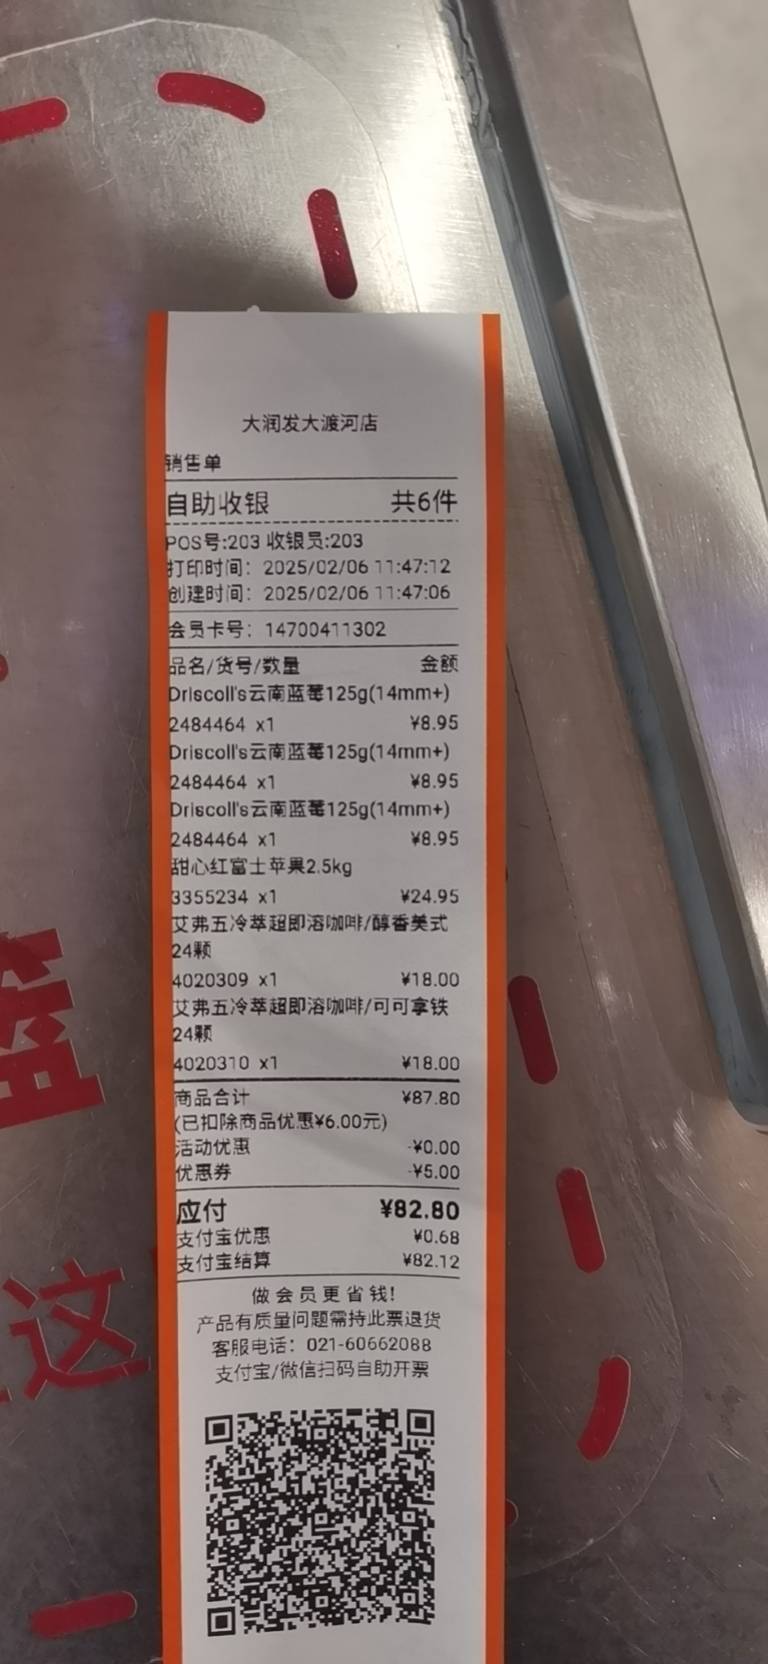 大润发大渡河店
销售单
自助收银 共6件
POS号:203 收银员:203
打印时间: 2025/02/06 11:47:12
创建时间: 2025/02/06 11:47:06
会员卡号: 14700411302
品名/货号/数量 金额
Driscoll's云南蓝莓125g(14mm+)
2484464 x1 ¥8.95
Driscoll's云南蓝莓125g(14mm+)
2484464 x1 ¥8.95
Driscoll's云南蓝莓125g(14mm+)
2484464 x1 ¥8.95
甜心红富士苹果2.5kg
3355234 x1 ¥24.95
艾弗五冷萃超即溶咖啡/醇香美式
24颗
4020309 x1 ¥18.00
艾弗五冷萃超即溶咖啡/可可拿铁
24颗
4020310 x1 ¥18.00
商品合计 ¥87.80
(已扣除商品优惠¥6.00元)
活动优惠 -¥0.00
优惠券 -¥5.00
应付 ¥82.80
支付宝优惠 ¥0.68
支付宝结算 ¥82.12
做会员更省钱!
产品有质量问题需持此票退货
客服电话: 021-60662088
支付宝/微信扫码自助开票
这